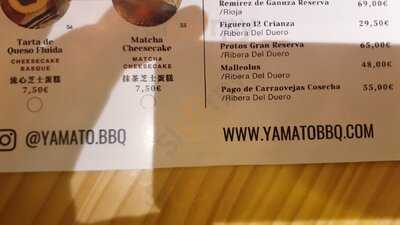 56
Tarta de
Queso Fluida
CHEESECAKE
BASQUE
流心芝士蛋糕
7,50€
55
Matcha
Cheesecake
MATCHA
CHEESECAKE
抹茶芝士蛋糕
7,50€
Remirez de Ganuza Reserva 69,00€
/Rioja
Figuero 12 Crianza 29,50€
/Ribera Del Duero
Protos Gran Reserva 65,00€
/Ribera Del Duero
Malleolus 48,00€
/Ribera Del Duero
Pago de Carraovejas Cosecha 55,00€
/Ribera Del Duero
@YAMATO.BBQ
WWW.YAMATOBBQ.COM